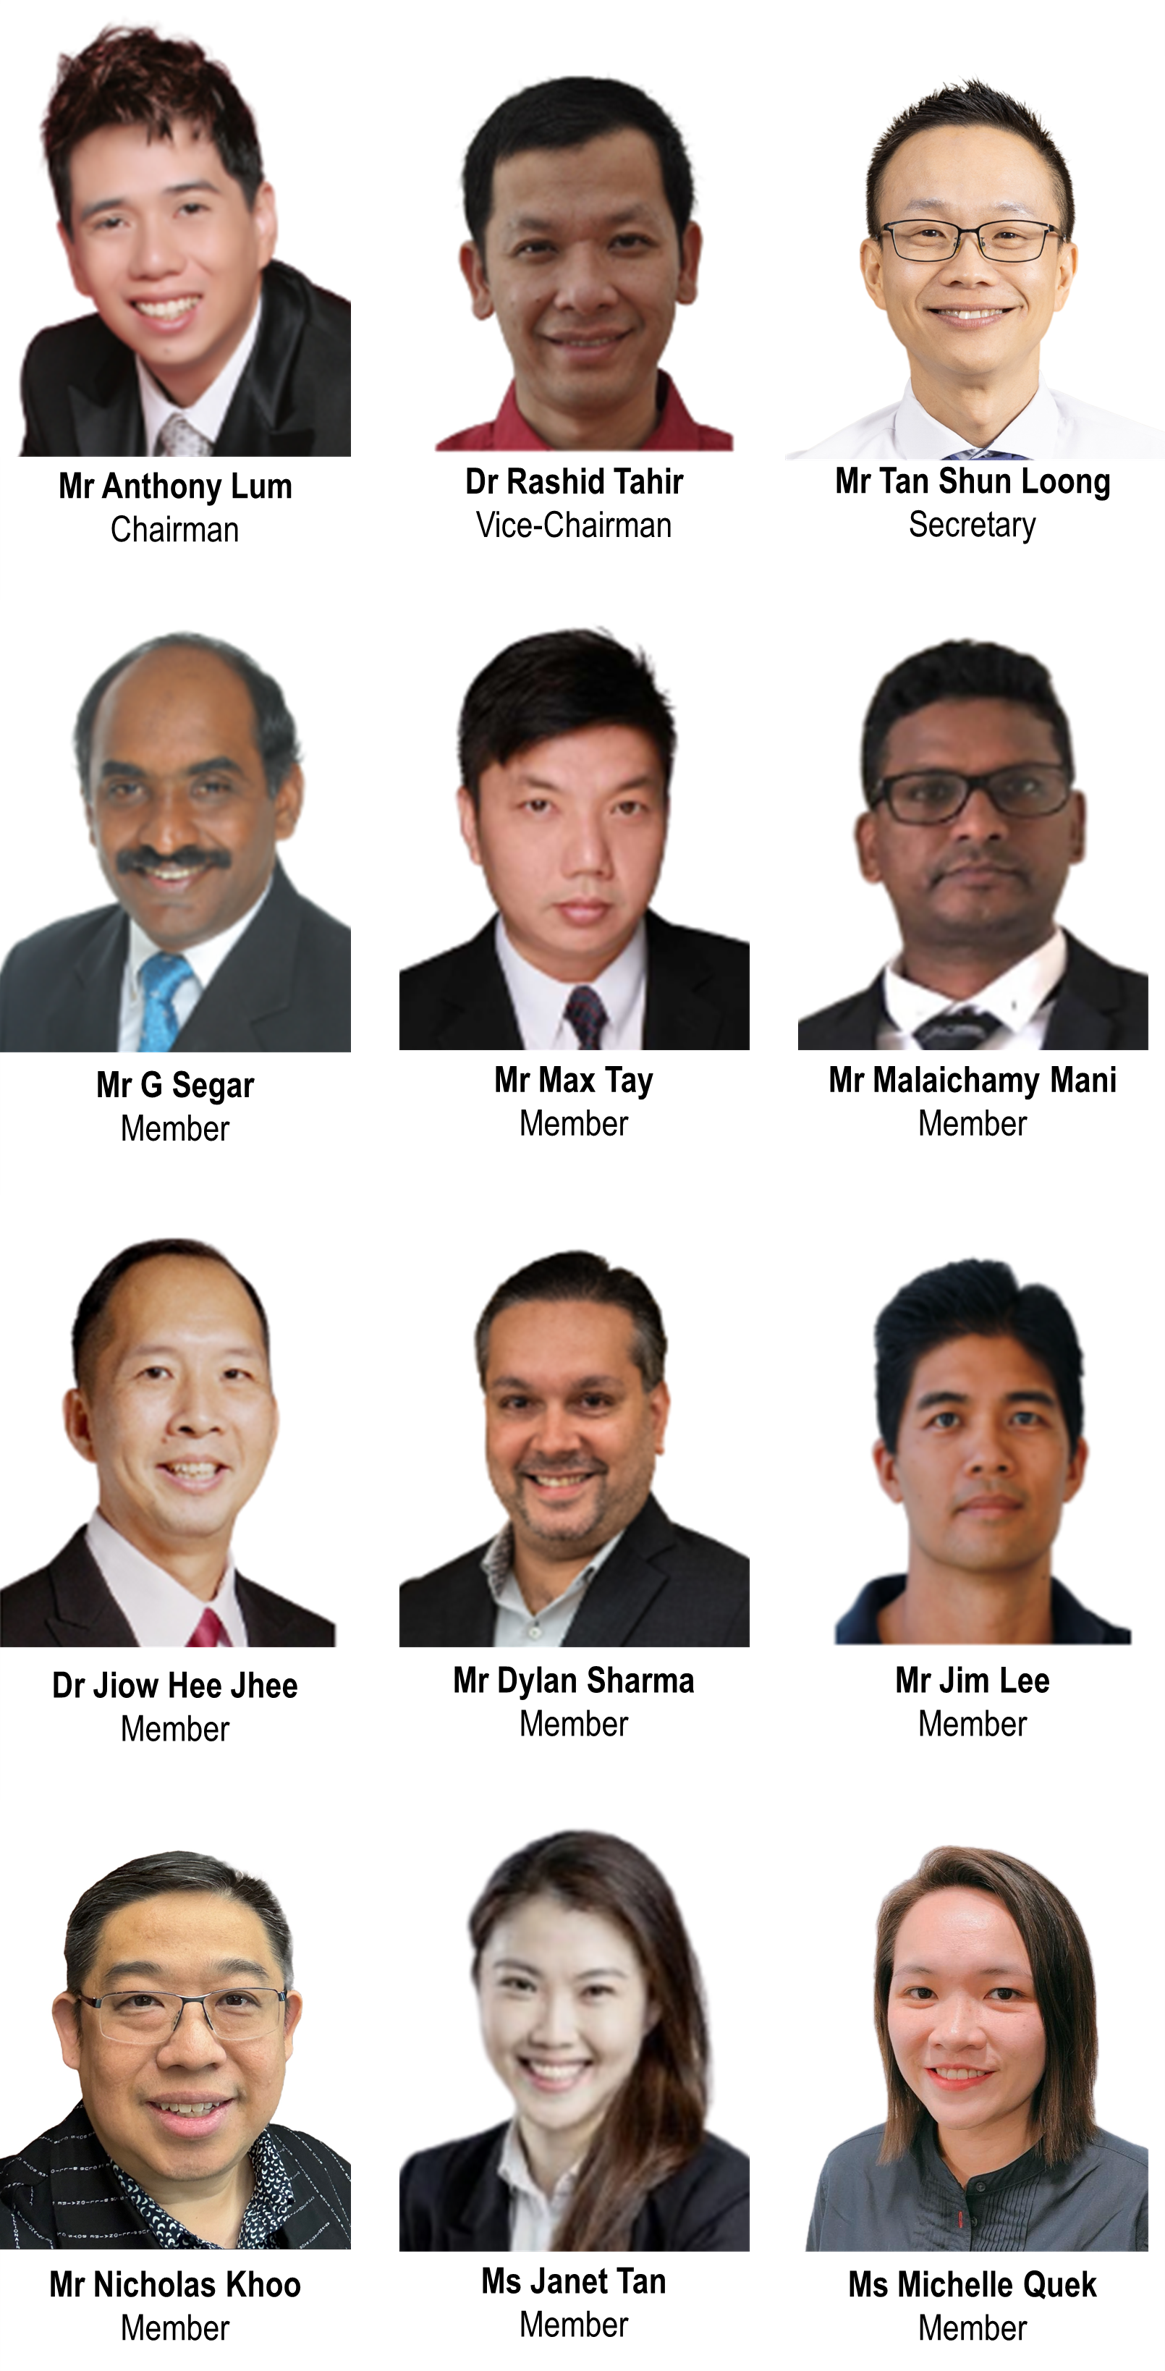 Mr Anthony Lum
Chairman
Dr Rashid Tahir
Vice-Chairman
Mr Tan Shun Loong
Secretary
Mr G Segar
Member
Mr Max Tay
Member
Mr Malaichamy Mani
Member
Dr Jiow Hee Jhee
Member
Mr Dylan Sharma
Member
Mr Jim Lee
Member
Mr Nicholas Khoo
Member
Ms Janet Tan
Member
Ms Michelle Quek
Member